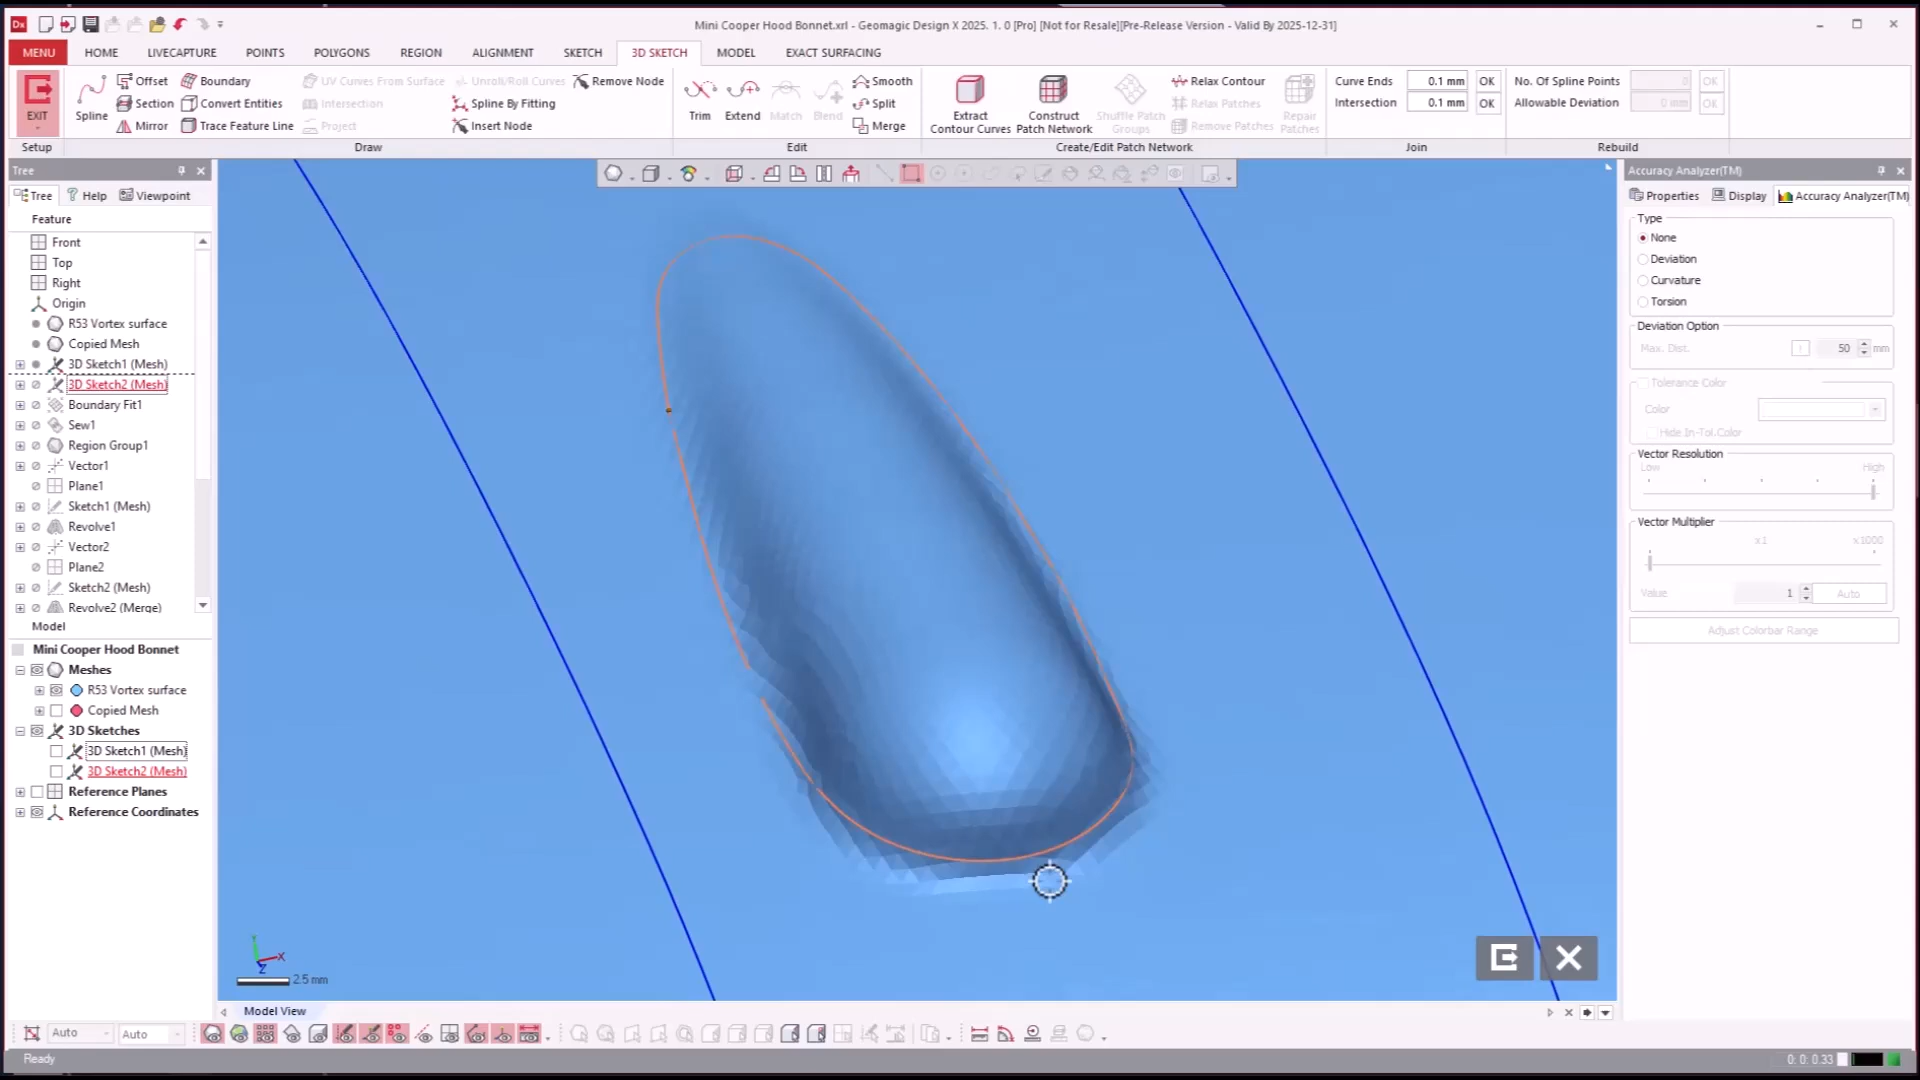 Dx Mini Cooper Hood Bonnet.xrl - Geomagic Design X 2025. 1. 0 [Pro] [Not for Resale][Pre-Release Version - Valid By 2025-12-31]
MENU HOME LIVECAPTURE POINTS POLYGONS REGION ALIGNMENT SKETCH 3D SKETCH MODEL EXACT SURFACING
EXIT Spline Offset Boundary UV Curves From Surface Unroll/Roll Curves Remove Node Trim Extend Match Blend Smooth Extract Contour Curves Construct Patch Network Shuffle Patch Groups Relax Contour Repair Patches Curve Ends 0.1 mm OK No. Of Spline Points 0 OK
Section Convert Entities Intersection Spline By Fitting Split Relax Patches Intersection 0.1 mm OK Allowable Deviation 0 mm OK
Mirror Trace Feature Line Project Insert Node Merge Remove Patches
Setup Draw Edit Create/Edit Patch Network Join Rebuild
Tree
Tree Help Viewpoint
Feature
Front
Top
Right
Origin
R53 Vortex surface
Copied Mesh
3D Sketch1 (Mesh)
3D Sketch2 (Mesh)
Boundary Fit1
Sew1
Region Group1
Vector1
Plane1
Sketch1 (Mesh)
Revolve1
Vector2
Plane2
Sketch2 (Mesh)
Revolve2 (Merge)
Model
Mini Cooper Hood Bonnet
Meshes
R53 Vortex surface
Copied Mesh
3D Sketches
3D Sketch1 (Mesh)
3D Sketch2 (Mesh)
Reference Planes
Reference Coordinates
Y
X
Z
2.5 mm
Accuracy Analyzer(TM)
Properties Display Accuracy Analyzer(TM)
Type
None
Deviation
Curvature
Torsion
Deviation Option
Max. Dist. 50 mm
Tolerance Color
Color
Hide In-Tol.Color
Vector Resolution
Low High
Vector Multiplier
x1 x1000
Value 1 Auto
Adjust Colorbar Range
Model View
Auto Auto
Ready 0: 0: 0.33